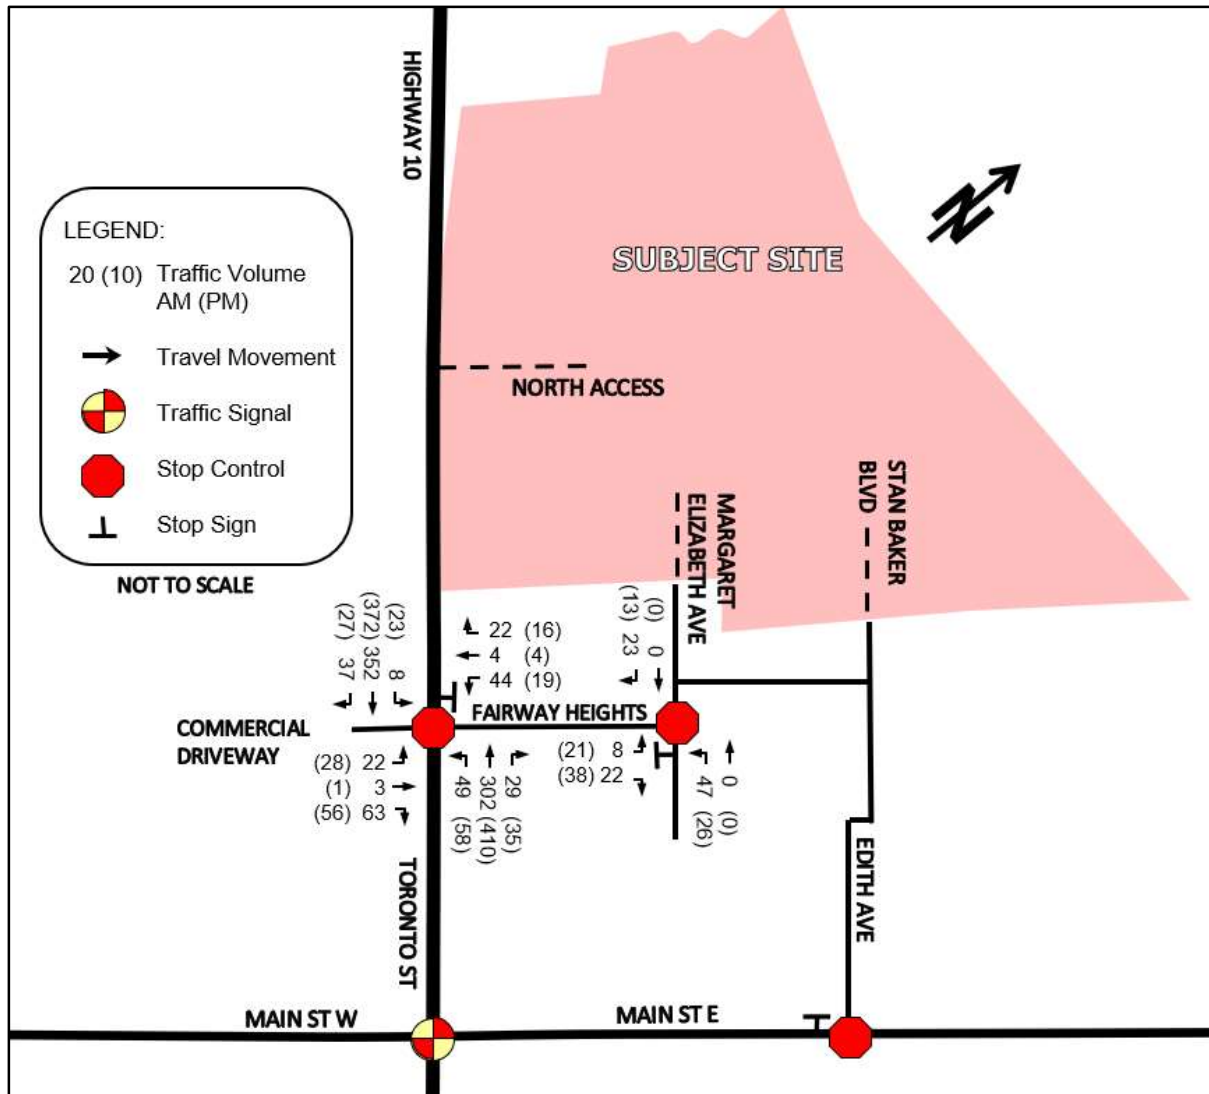 HIGHWAY 10
LEGEND:
20 (10) Traffic Volume
AM (PM)
Travel Movement
Traffic Signal
Stop Control
Stop Sign
NOT TO SCALE
N
SUBJECT SITE
NORTH ACCESS
MARGARET
ELIZABETH AVE
STAN BAKER
BLVD
(23) 8
(372) 352
(27) 37
22 (16)
4 (4)
44 (19)
(0) 0
(13) 23
COMMERCIAL
DRIVEWAY
FAIRWAY HEIGHTS
(28) 22
(1) 3
(56) 63
49 (58)
302 (410)
29 (35)
(21) 8
(38) 22
47 (26)
0 (0)
TORONTO ST
EDITH AVE
MAIN ST W
MAIN ST E